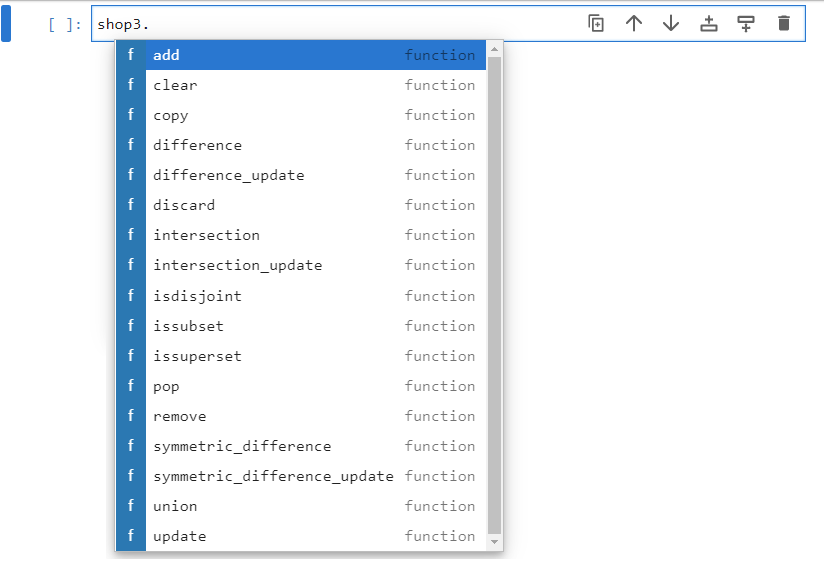 [ ]: shop3.
f add function
f clear function
f copy function
f difference function
f difference_update function
f discard function
f intersection function
f intersection_update function
f isdisjoint function
f issubset function
f issuperset function
f pop function
f remove function
f symmetric_difference function
f symmetric_difference_update function
f union function
f update function